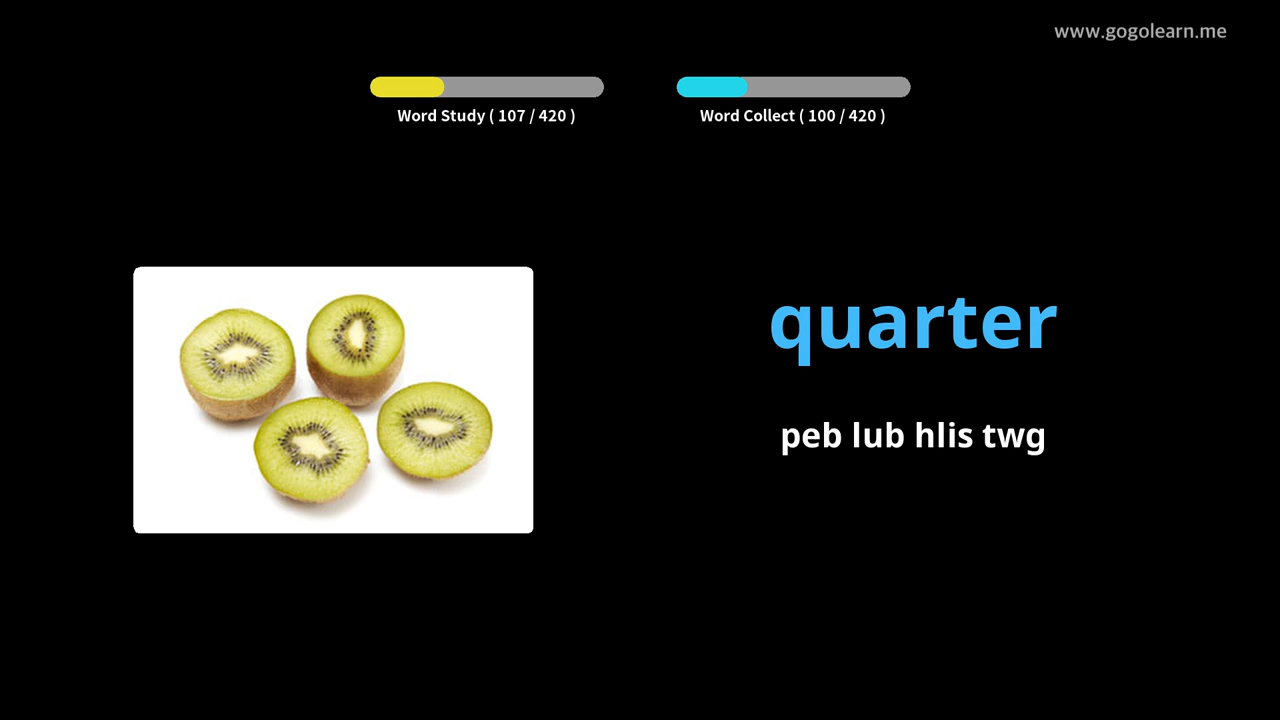 www.gogolearn.me
Word Study ( 107 / 420 )
Word Collect ( 100 / 420 )
quarter
peb lub hlis twg